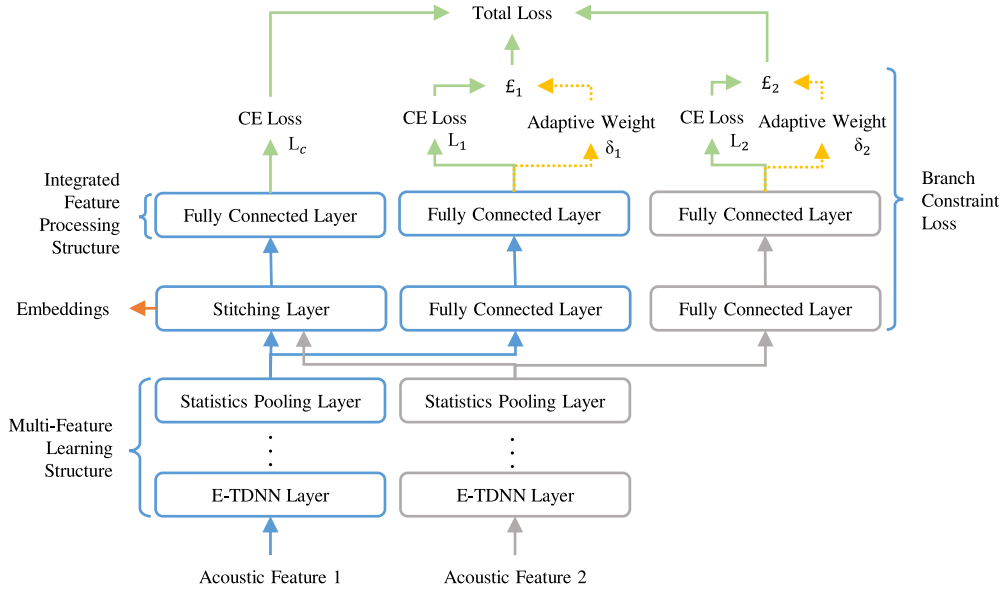 Total Loss
£₁
£₂
CE Loss
L𝑐
CE Loss
L₁
Adaptive Weight
δ₁
CE Loss
L₂
Adaptive Weight
δ₂
Integrated
Feature
Processing
Structure
Fully Connected Layer
Fully Connected Layer
Fully Connected Layer
Branch
Constraint
Loss
Embeddings
Stitching Layer
Fully Connected Layer
Fully Connected Layer
Multi-Feature
Learning
Structure
Statistics Pooling Layer
Statistics Pooling Layer
E-TDNN Layer
E-TDNN Layer
Acoustic Feature 1
Acoustic Feature 2